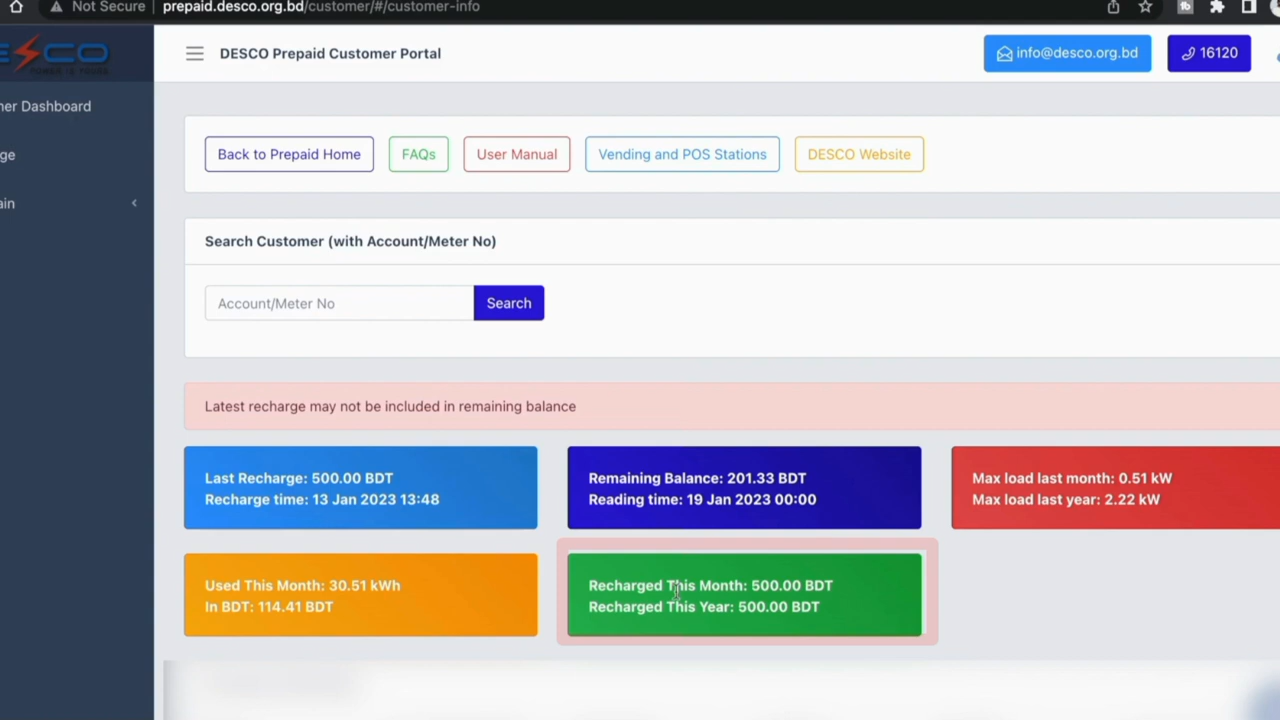 Not Secure prepaid.desco.org.bd/customer/#/customer-info
ESCO
DESCO Prepaid Customer Portal
info@desco.org.bd
16120
ner Dashboard
ge
ain
Back to Prepaid Home
FAQs
User Manual
Vending and POS Stations
DESCO Website
Search Customer (with Account/Meter No)
Account/Meter No
Search
Latest recharge may not be included in remaining balance
Last Recharge: 500.00 BDT
Recharge time: 13 Jan 2023 13:48
Remaining Balance: 201.33 BDT
Reading time: 19 Jan 2023 00:00
Max load last month: 0.51 kW
Max load last year: 2.22 kW
Used This Month: 30.51 kWh
In BDT: 114.41 BDT
Recharged This Month: 500.00 BDT
Recharged This Year: 500.00 BDT